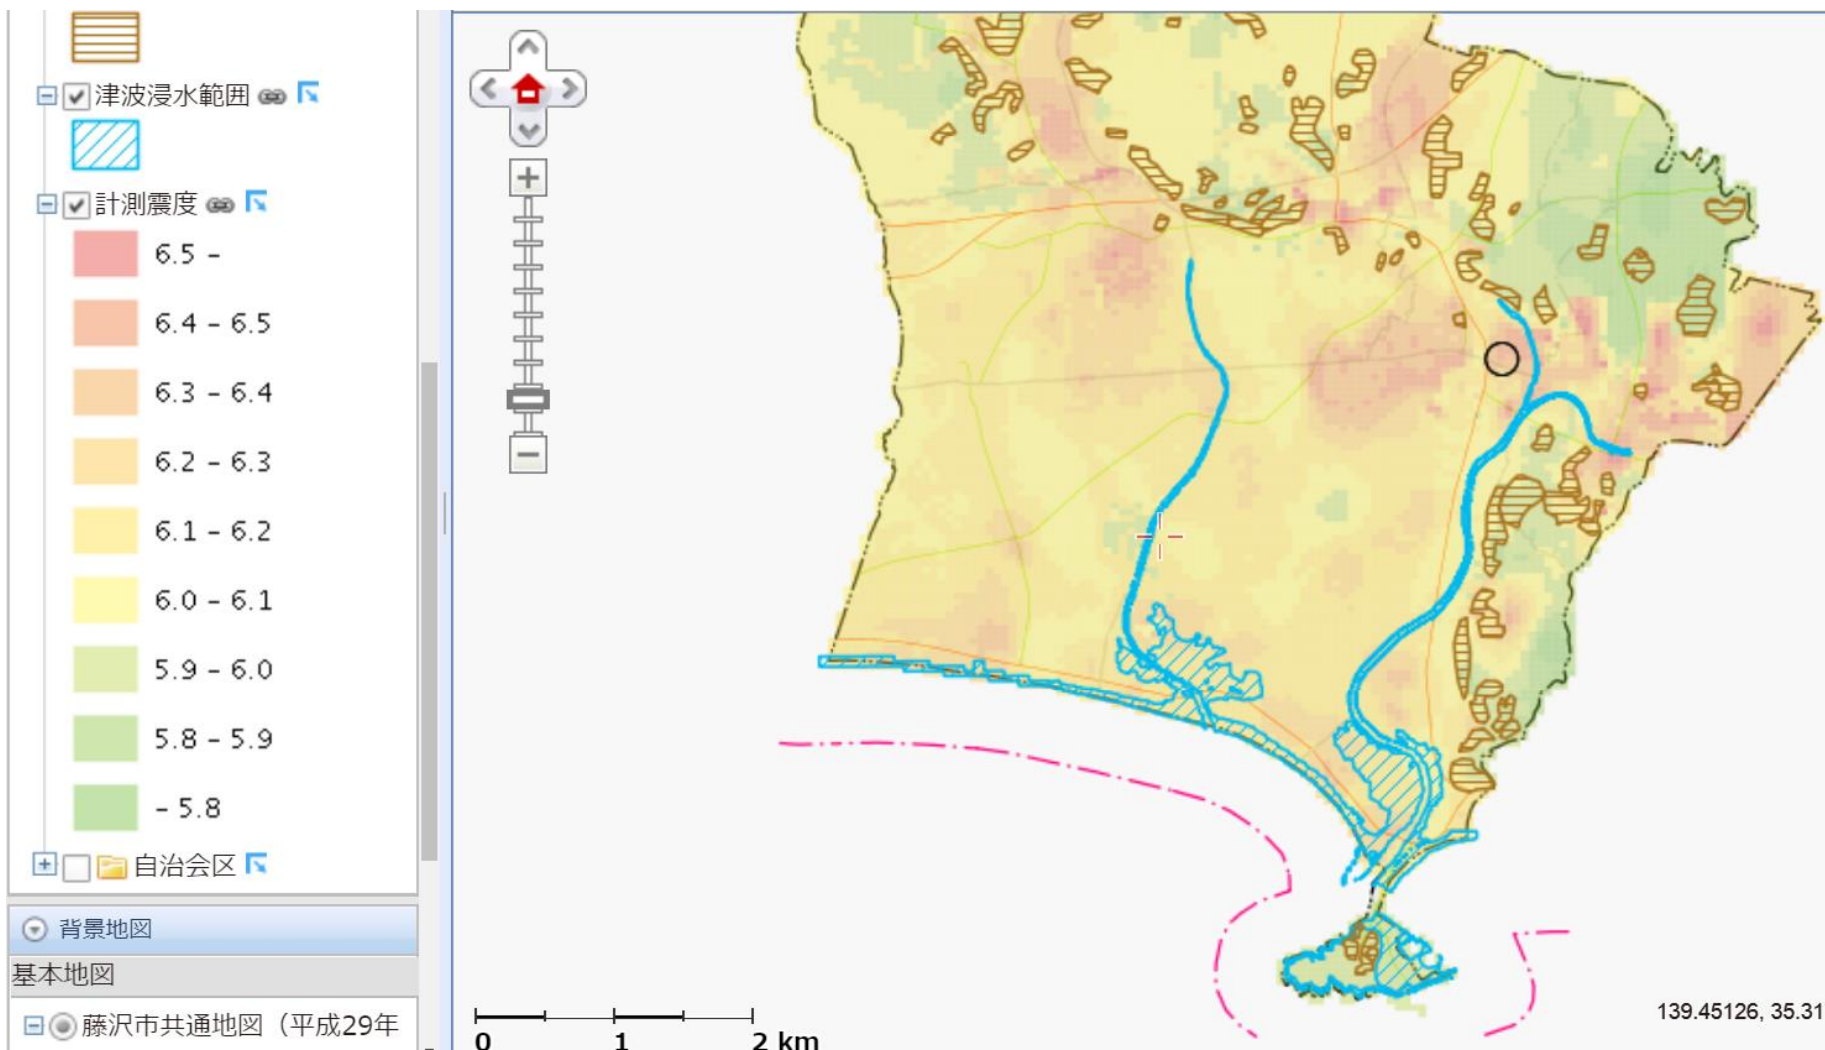 津波浸水範囲
計測震度
6.5 -
6.4 - 6.5
6.3 - 6.4
6.2 - 6.3
6.1 - 6.2
6.0 - 6.1
5.9 - 6.0
5.8 - 5.9
- 5.8
自治会区
背景地図
基本地図
藤沢市共通地図（平成29年
0 1 2 km
139.45126, 35.31